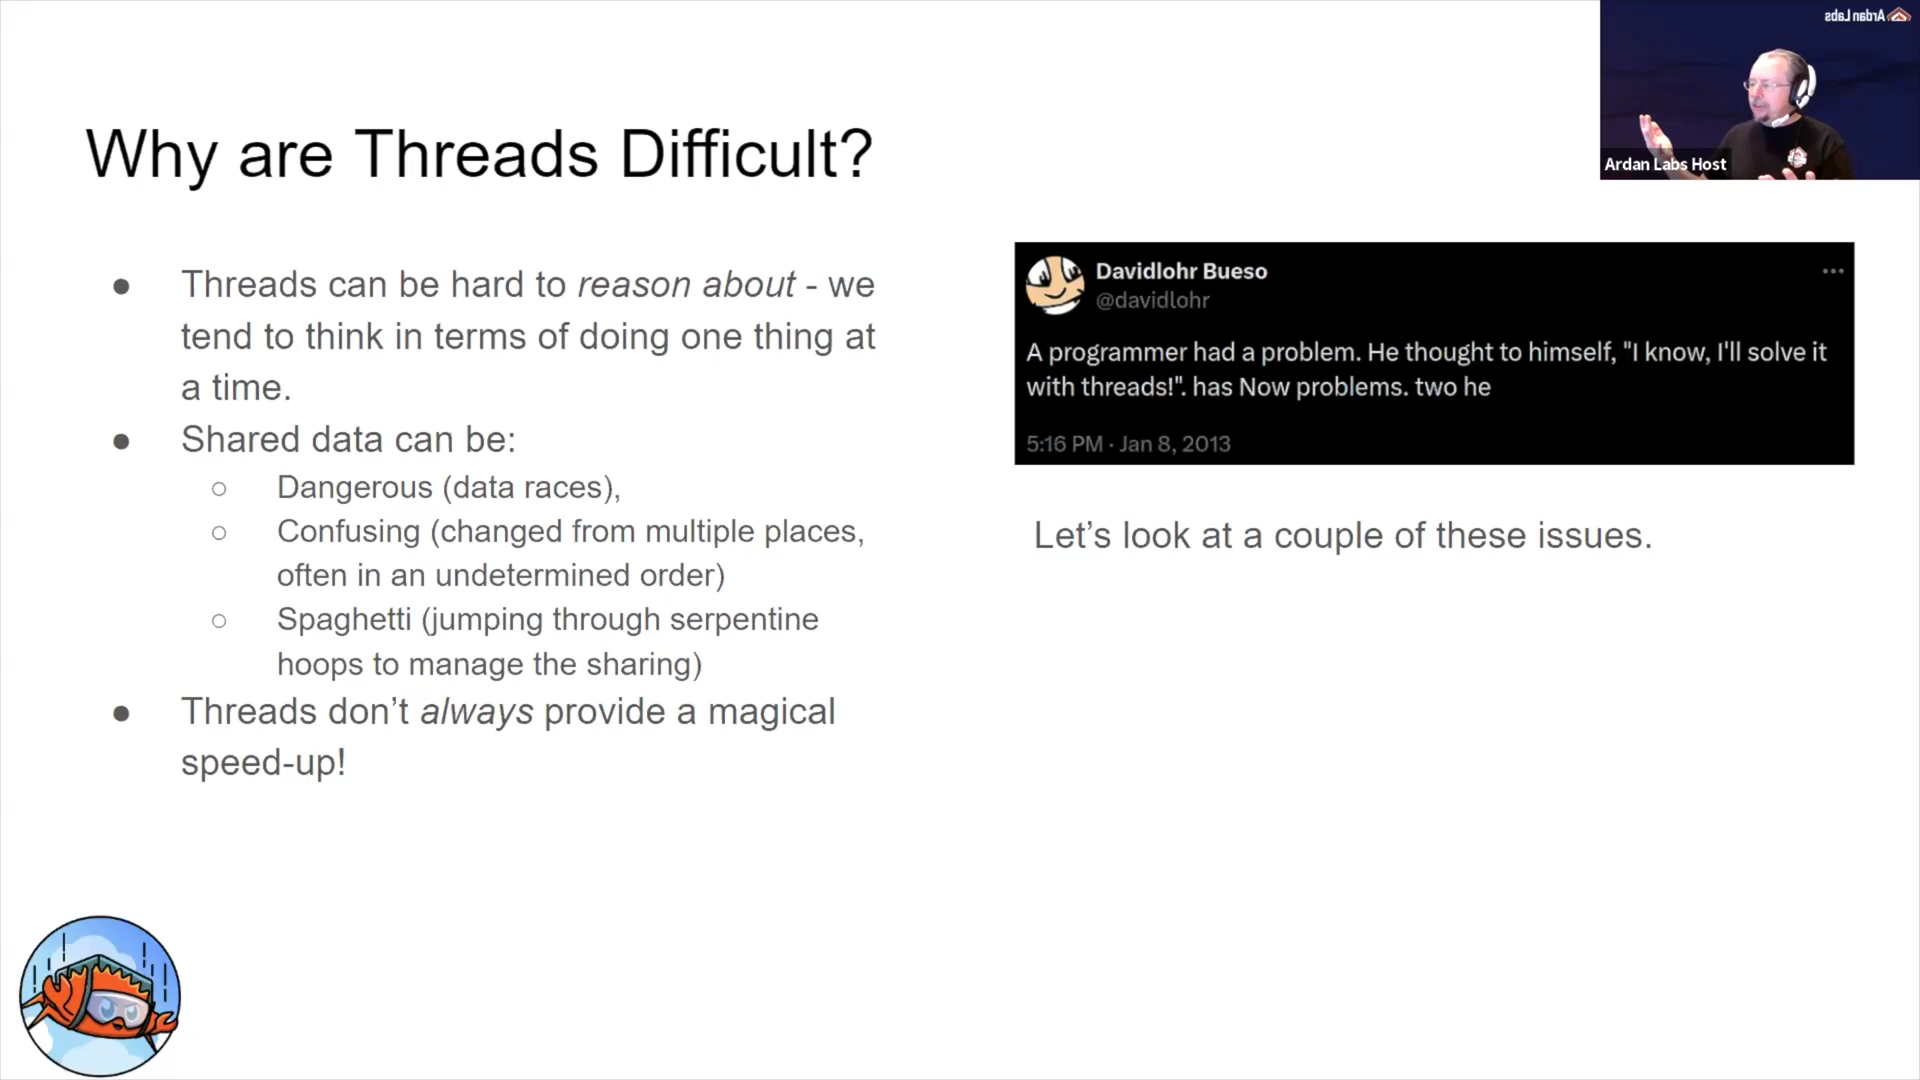 Ardan Labs
Ardan Labs Host
Why are Threads Difficult?
● Threads can be hard to reason about - we
tend to think in terms of doing one thing at
a time.
● Shared data can be:
○ Dangerous (data races),
○ Confusing (changed from multiple places,
often in an undetermined order)
○ Spaghetti (jumping through serpentine
hoops to manage the sharing)
● Threads don’t always provide a magical
speed-up!
Davidlohr Bueso
@davidlohr
A programmer had a problem. He thought to himself, "I know, I'll solve it
with threads!". has Now problems. two he
5:16 PM · Jan 8, 2013
Let’s look at a couple of these issues.